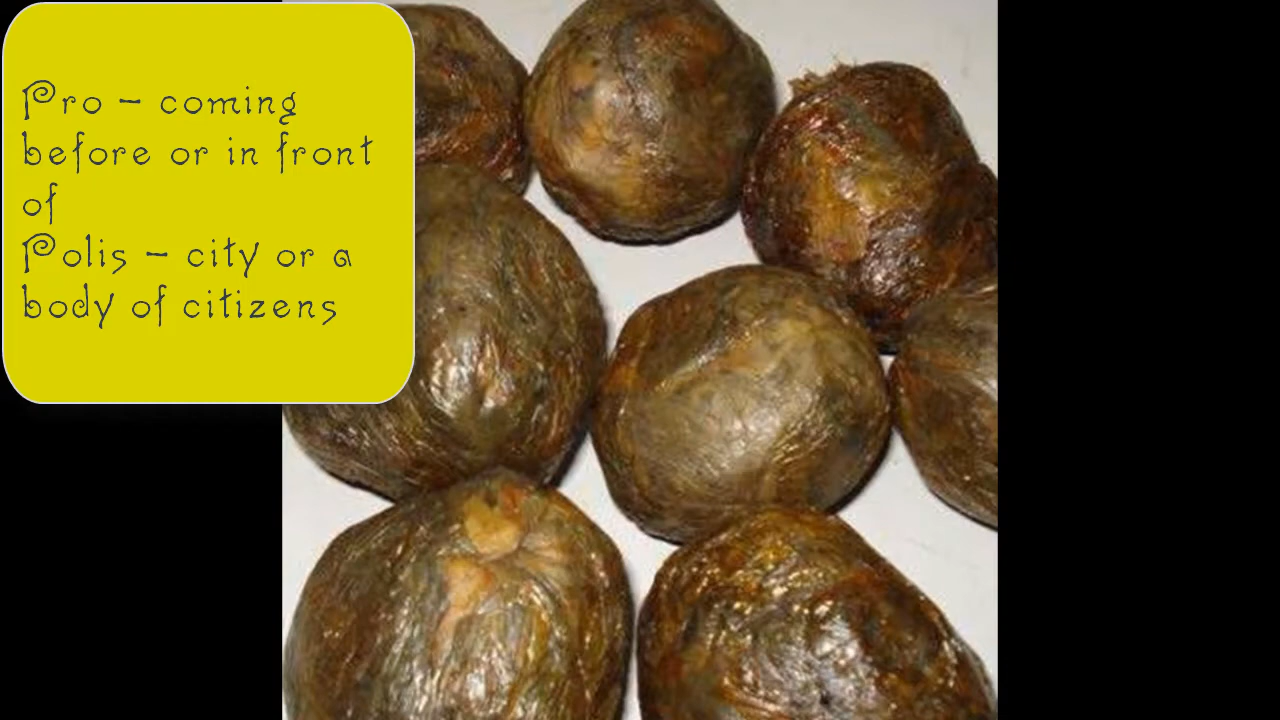 Pro – coming
before or in front
of
Polis – city or a
body of citizens